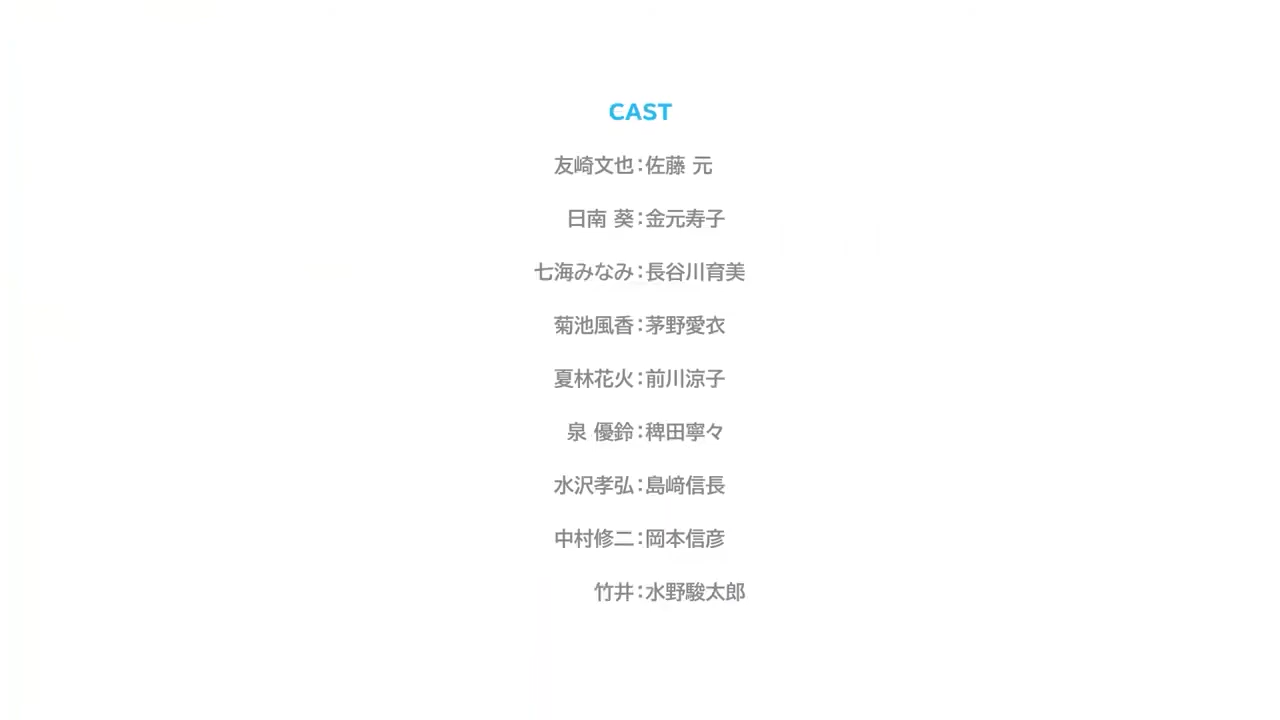 CAST
友崎文也:佐藤 元
日南 葵:金元寿子
七海みなみ:長谷川育美
菊池風香:茅野愛衣
夏林花火:前川涼子
泉 優鈴:稗田寧々
水沢孝弘:島﨑信長
中村修二:岡本信彦
竹井:水野駿太郎